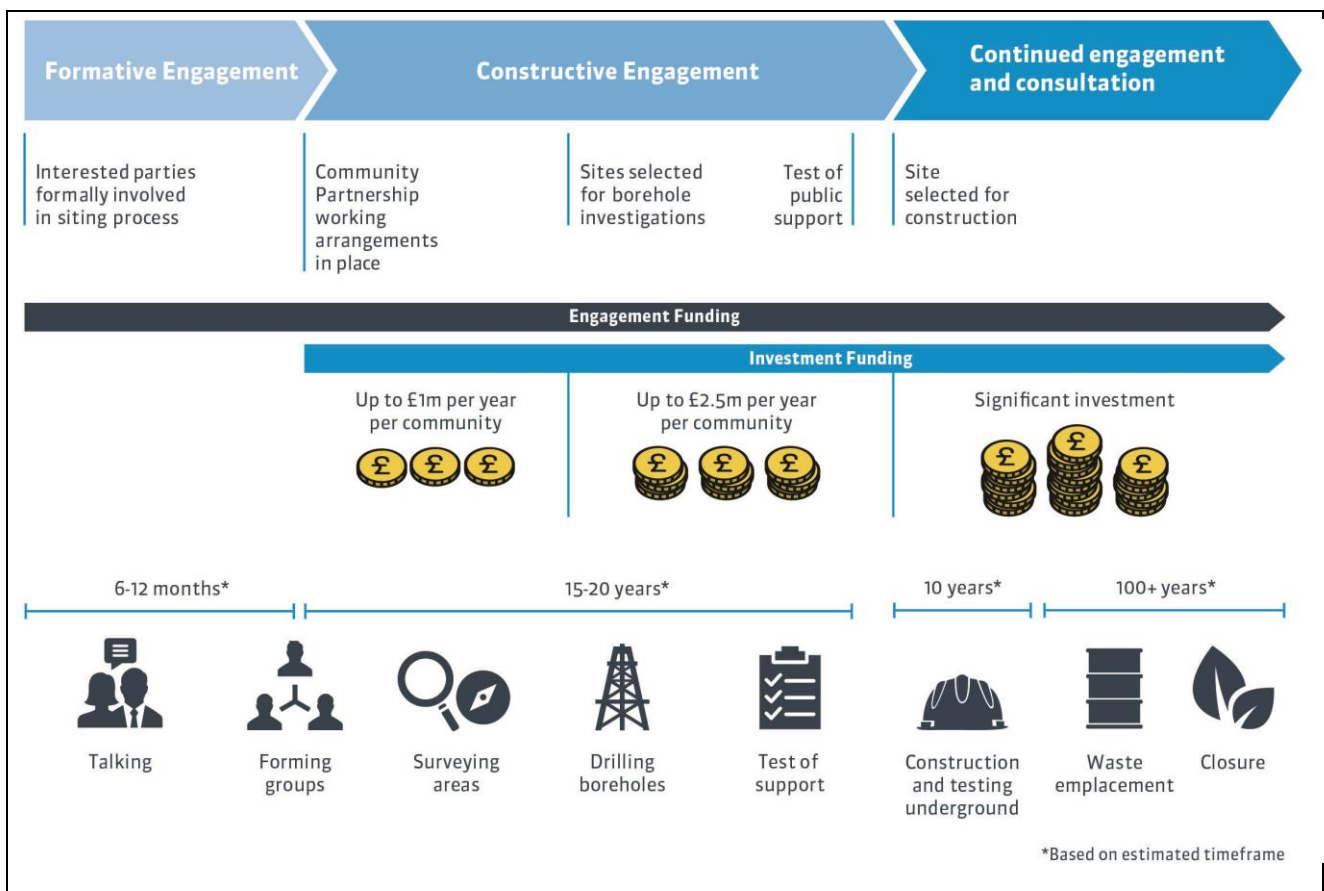 Formative Engagement
Constructive Engagement
Continued engagement
and consultation
Interested parties
formally involved
in siting process
Community
Partnership
working
arrangements
in place
Sites selected
for borehole
investigations
Test of
public
support
Site
selected for
construction
Engagement Funding
Investment Funding
Up to £1m per year
per community
Up to £2.5m per year
per community
Significant investment
£ £ £
£ £ £
£ £ £
6-12 months*
15-20 years*
10 years*
100+ years*
Talking
Forming
groups
Surveying
areas
Drilling
boreholes
Test of
support
Construction
and testing
underground
Waste
emplacement
Closure
*Based on estimated timeframe